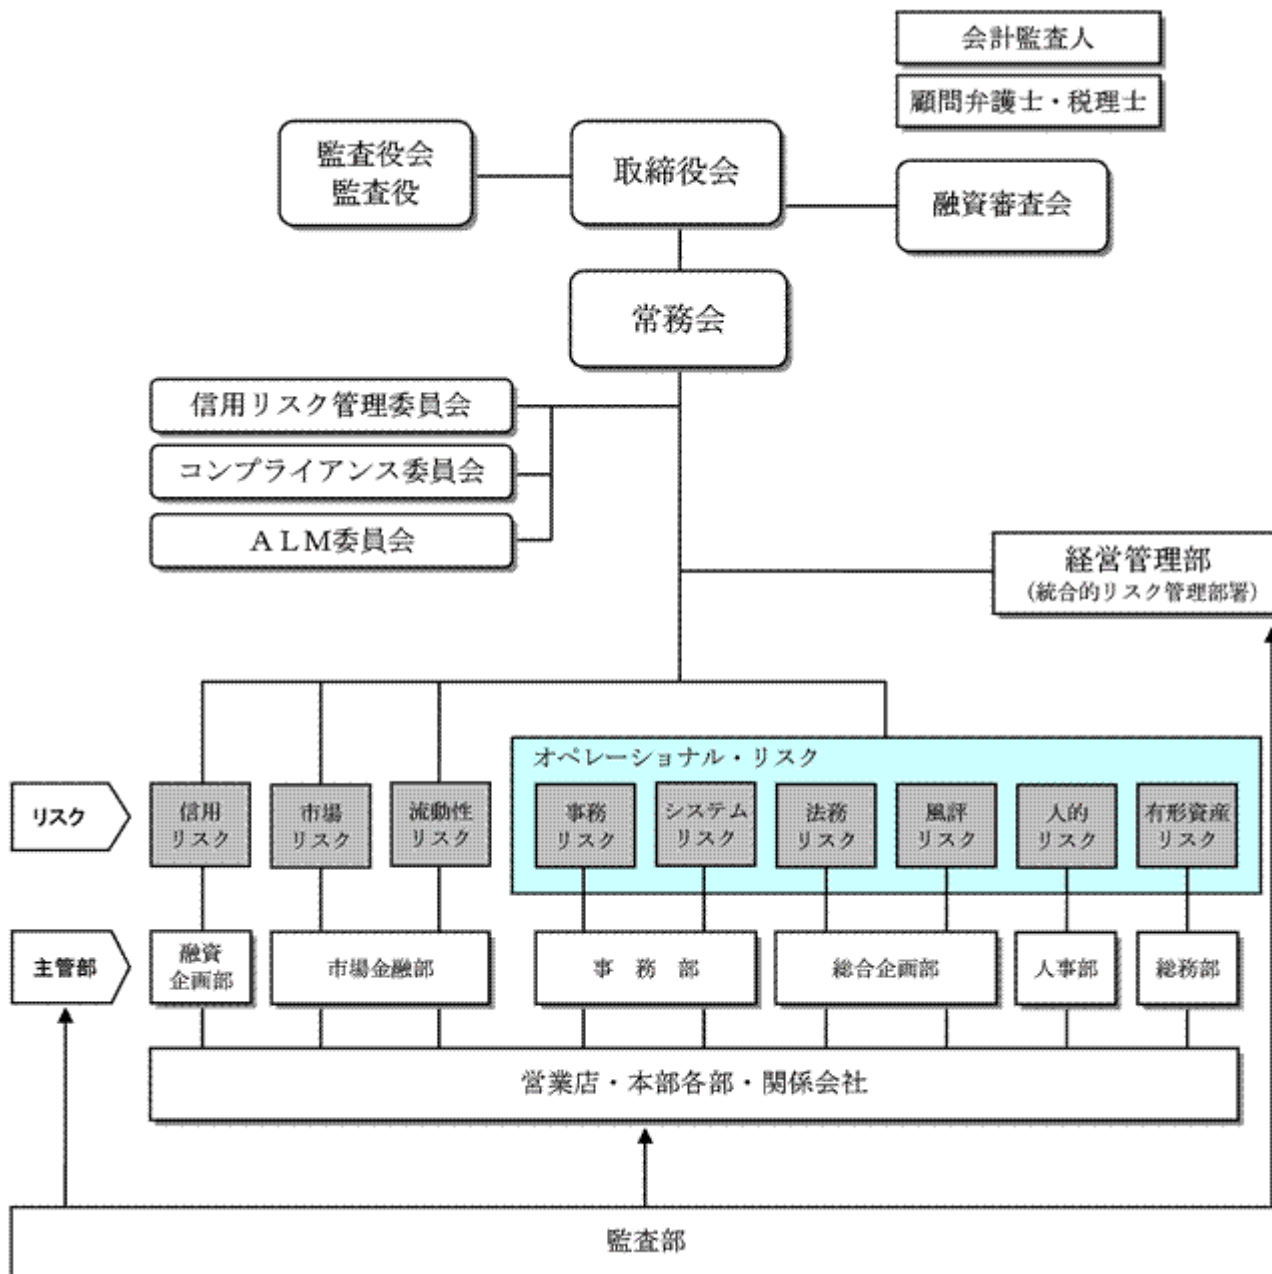 会計監査人
顧問弁護士・税理士
監査役会
監査役
取締役会
融資審査会
常務会
信用リスク管理委員会
コンプライアンス委員会
ＡＬＭ委員会
経営管理部
（統合的リスク管理部署）
オペレーショナル・リスク
リスク
信用
リスク
市場
リスク
流動性
リスク
事務
リスク
システム
リスク
法務
リスク
風評
リスク
人的
リスク
有形資産
リスク
主管部
融資
企画部
市場金融部
事　務　部
総合企画部
人事部
総務部
営業店・本部各部・関係会社
監査部